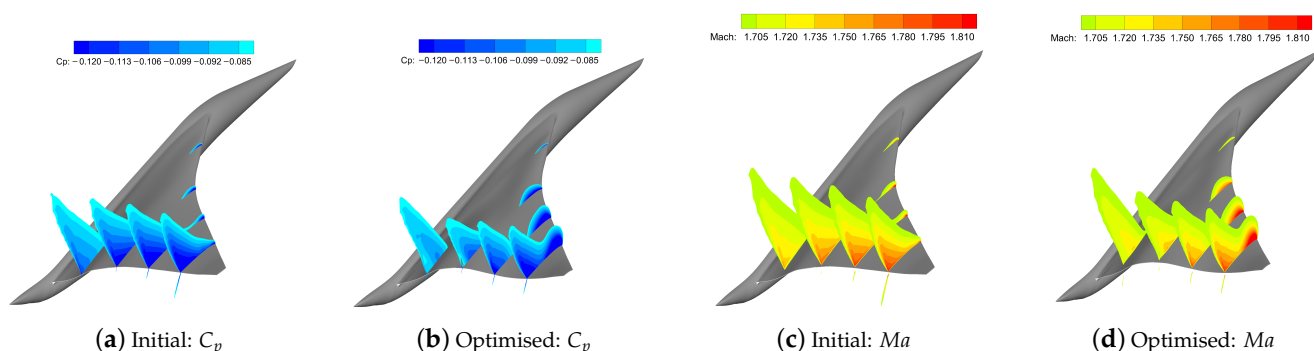 Cp: −0.120 −0.113 −0.106 −0.099 −0.092 −0.085
Cp: −0.120 −0.113 −0.106 −0.099 −0.092 −0.085
Mach: 1.705 1.720 1.735 1.750 1.765 1.780 1.795 1.810
Mach: 1.705 1.720 1.735 1.750 1.765 1.780 1.795 1.810
(a) Initial: Cp
(b) Optimised: Cp
(c) Initial: Ma
(d) Optimised: Ma